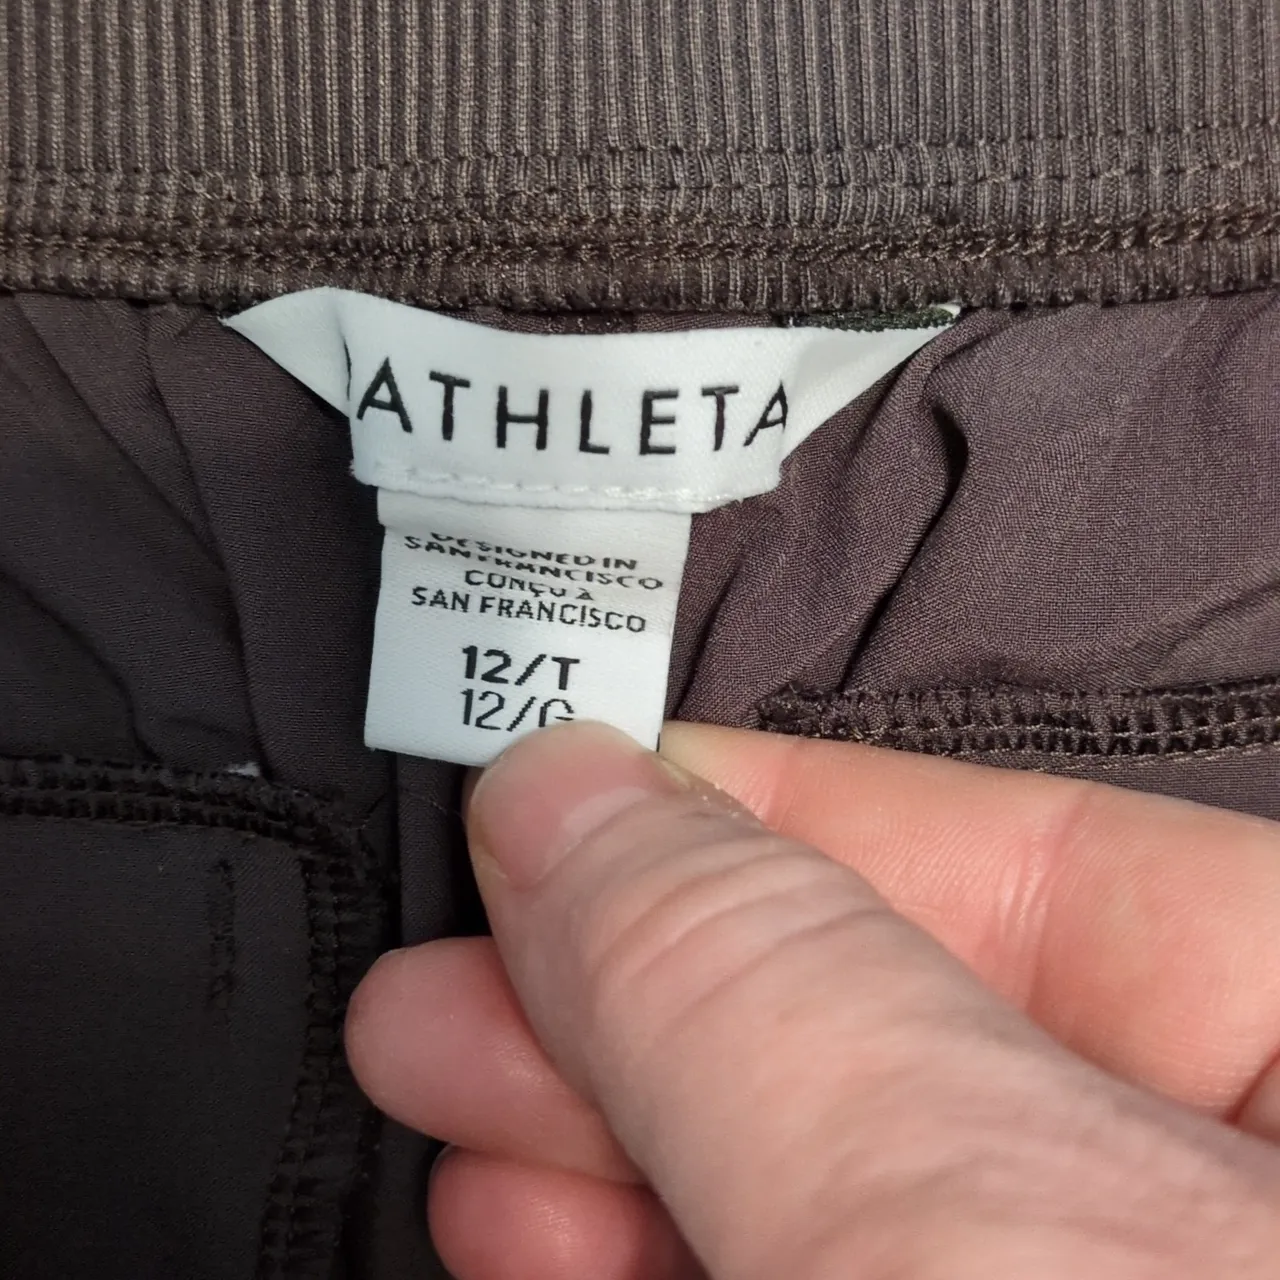 ATHLETA
DESIGNED IN
SAN FRANCISCO
CONÇU À
SAN FRANCISCO
12/T
12/G